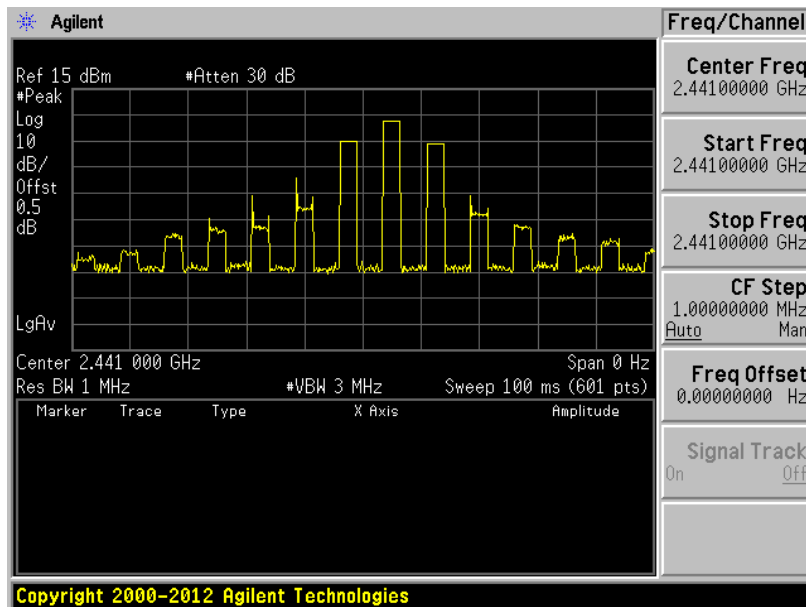 Agilent
Freq/Channel
Ref 15 dBm #Atten 30 dB
#Peak
Log
10
dB/
Offst
0.5
dB
LgAv
Center 2.441 000 GHz Span 0 Hz
Res BW 1 MHz #VBW 3 MHz Sweep 100 ms (601 pts)
Marker Trace Type X Axis Amplitude
Center Freq
2.44100000 GHz
Start Freq
2.44100000 GHz
Stop Freq
2.44100000 GHz
CF Step
1.00000000 MHz
Auto Man
Freq Offset
0.00000000 Hz
Signal Track
On Off
Copyright 2000-2012 Agilent Technologies